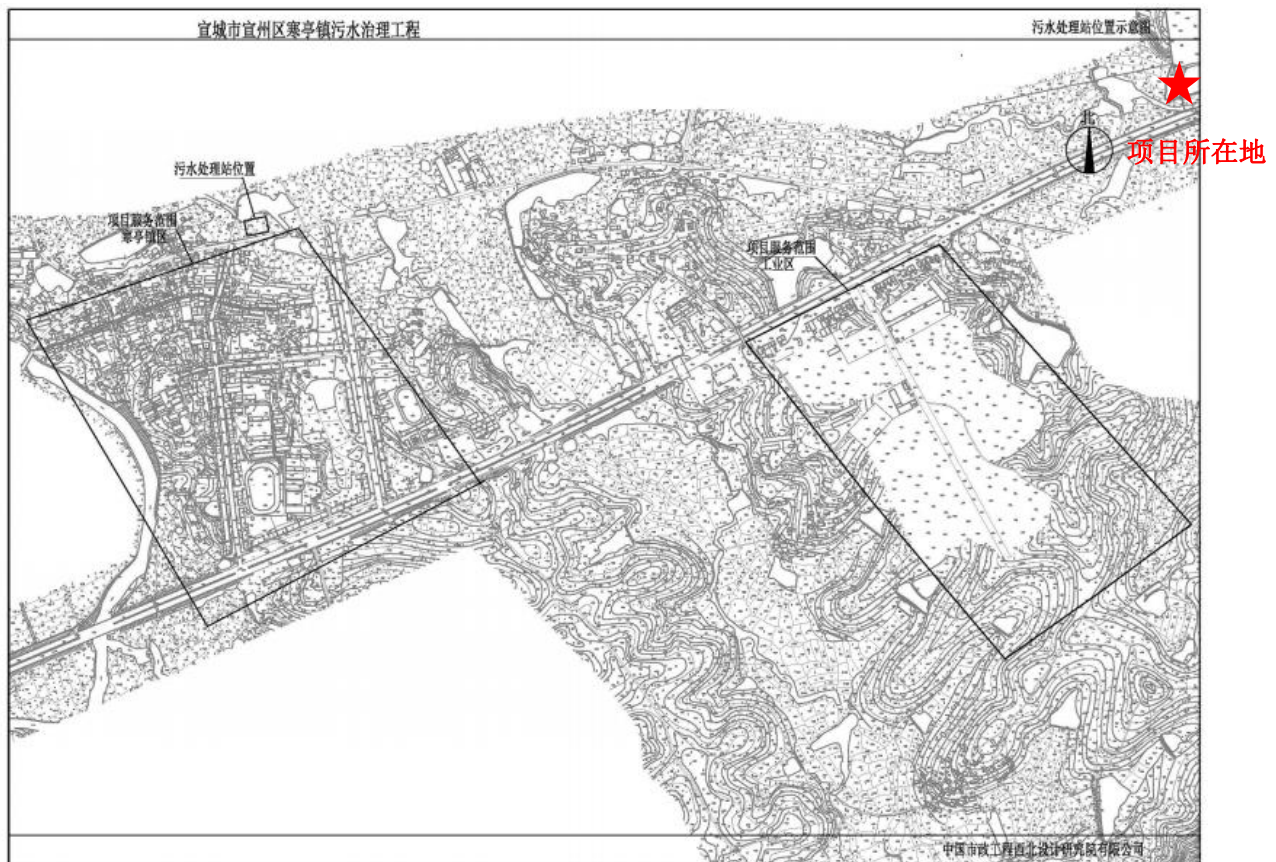 宣城市宣州区寒亭镇污水治理工程
污水处理站位置示意图
北
项目所在地
污水处理站位置
项目服务范围
寒亭镇区
项目服务范围
工业区
中国市政工程西北设计研究院有限公司